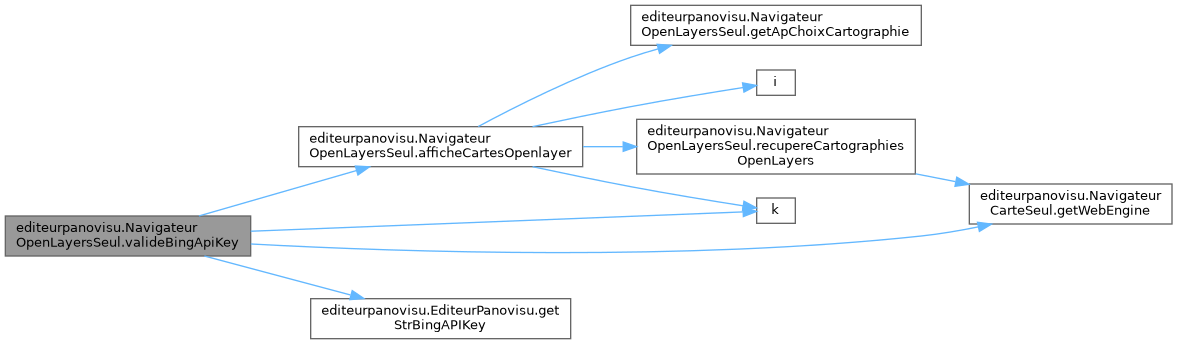 editeurpanovisu.Navigateur
OpenLayersSeul.getApChoixCartographie
i
editeurpanovisu.Navigateur
OpenLayersSeul.afficheCartesOpenlayer
editeurpanovisu.Navigateur
OpenLayersSeul.recupereCartographies
OpenLayers
editeurpanovisu.Navigateur
CarteSeul.getWebEngine
k
editeurpanovisu.Navigateur
OpenLayersSeul.valideBingApiKey
editeurpanovisu.EditeurPanovisu.get
StrBingAPIKey